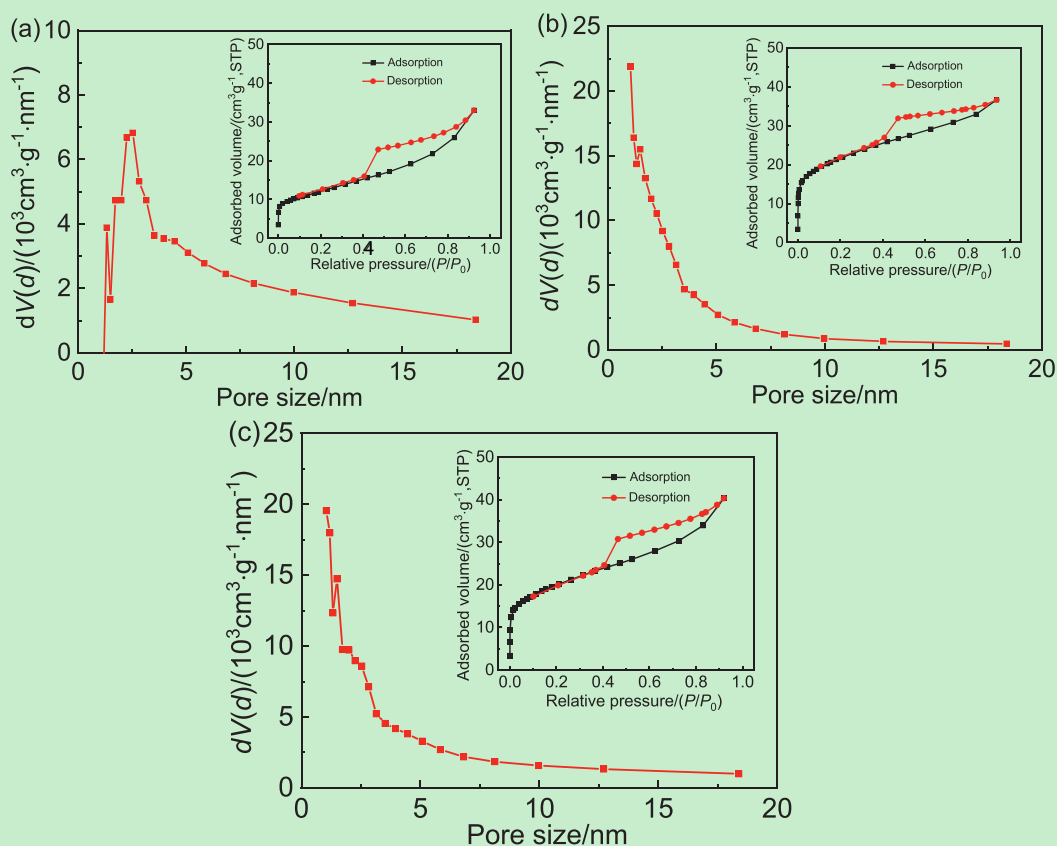 (a)
dV(d)/(10³cm³·g⁻¹·nm⁻¹)
10
8
6
4
2
0
0 5 10 15 20
Pore size/nm
Adsorbed volume/(cm³g⁻¹,STP)
50
40
30
20
10
0
Adsorption
Desorption
0.0 0.2 4 0.6 0.8 1.0
Relative pressure/(P/P₀)
(b)
dV(d)(10³cm³·g⁻¹·nm⁻¹)
25
20
15
10
5
0
0 5 10 15 20
Pore size/nm
Adsorbed volume/(cm³·g⁻¹,STP)
50
40
30
20
10
0
Adsorption
Desorption
0.0 0.2 0.4 0.6 0.8 1.0
Relative pressure/(P/P₀)
(c)
dV(d)/(10³cm³·g⁻¹·nm⁻¹)
25
20
15
10
5
0
0 5 10 15 20
Pore size/nm
Adsorbed volume/(cm³·g⁻¹,STP)
50
40
30
20
10
0
Adsorption
Desorption
0.0 0.2 0.4 0.6 0.8 1.0
Relative pressure/(P/P₀)